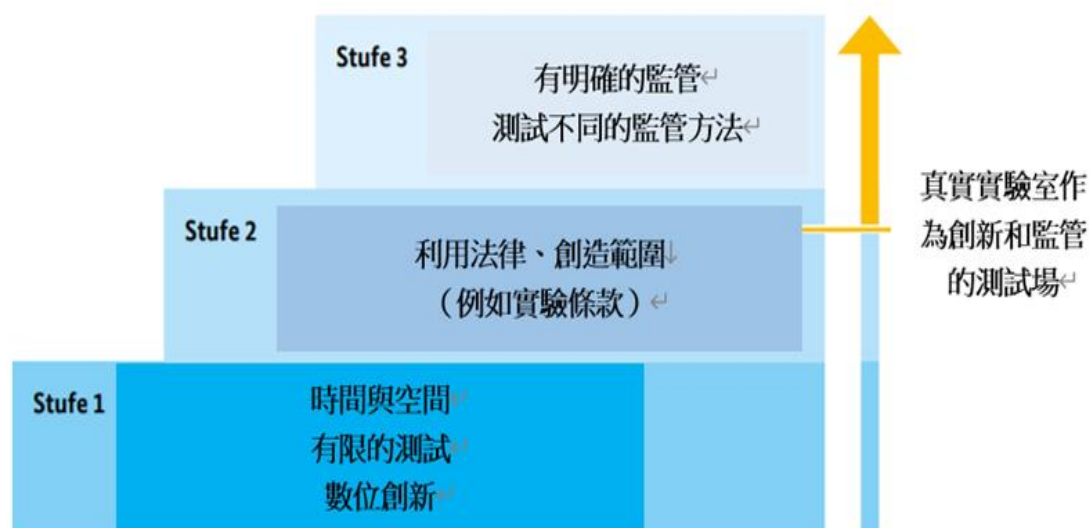 Stufe 3
有明確的監管↵
測試不同的監管方法↵
真實實驗室作
為創新和監管
的測試場↵
Stufe 2
利用法律、創造範圍↓
（例如實驗條款）↵
Stufe 1
時間與空間↵
有限的測試↵
數位創新↵